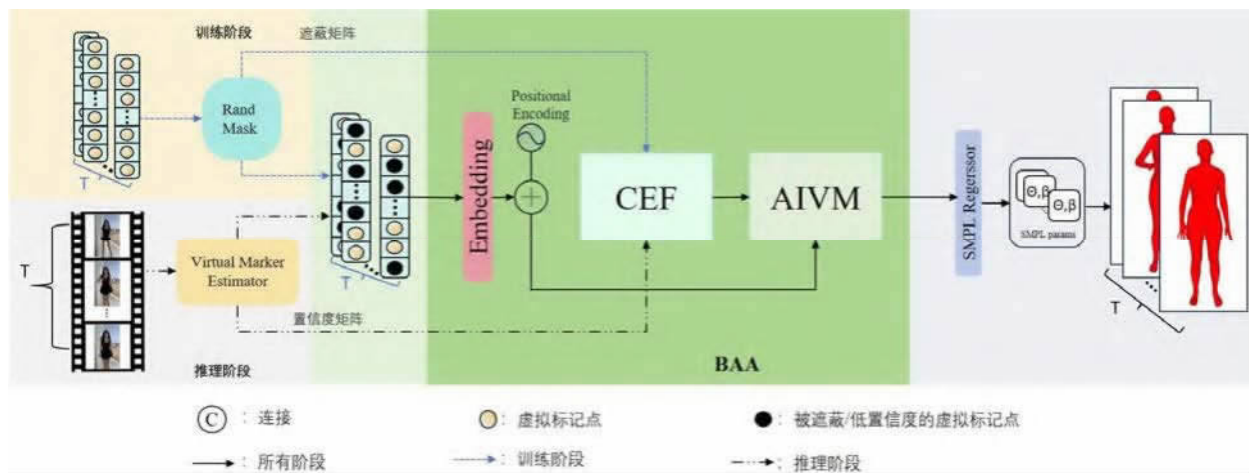 训练阶段
遮蔽矩阵
Rand
Mask
T
Positional
Encoding
Embedding
CEF
AIVM
SMPL Regerssor
Θ,β
Θ,β
SMPL params
T
T
Virtual Marker
Estimator
T
置信度矩阵
推理阶段
BAA
T
C : 连接
: 虚拟标记点
: 被遮蔽/低置信度的虚拟标记点
: 所有阶段
: 训练阶段
: 推理阶段